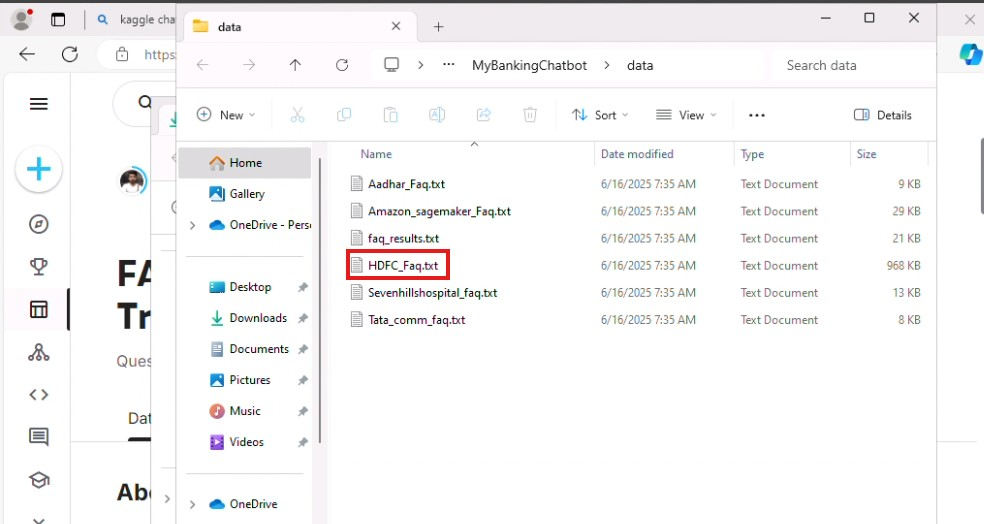 kaggle cha
data
https:
MyBankingChatbot
data
Search data
New
Sort
View
Details
Name
Date modified
Type
Size
Home
Gallery
OneDrive - Pers
Desktop
Downloads
Documents
Pictures
Music
Videos
OneDrive
Aadhar_Faq.txt 6/16/2025 7:35 AM Text Document 9 KB
Amazon_sagemaker_Faq.txt 6/16/2025 7:35 AM Text Document 29 KB
faq_results.txt 6/16/2025 7:35 AM Text Document 21 KB
HDFC_Faq.txt 6/16/2025 7:35 AM Text Document 968 KB
Sevenhillshospital_faq.txt 6/16/2025 7:35 AM Text Document 13 KB
Tata_comm_faq.txt 6/16/2025 7:35 AM Text Document 8 KB
FA
Tr
Ques
Dat
Abo